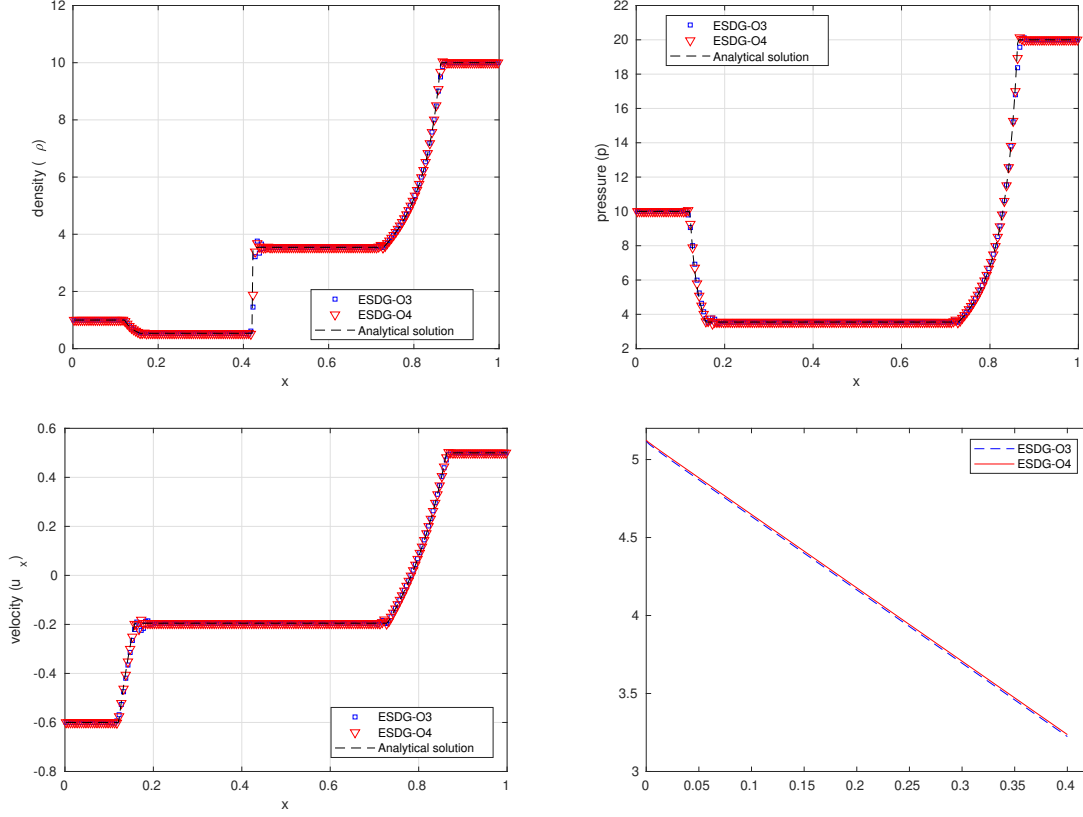 12
10
8
6
4
2
0
density ( ρ)
ESDG-O3
ESDG-O4
Analytical solution
0 0.2 0.4 0.6 0.8 1
x
22
20
18
16
14
12
10
8
6
4
2
pressure (p)
ESDG-O3
ESDG-O4
Analytical solution
0 0.2 0.4 0.6 0.8 1
x
0.6
0.4
0.2
0
-0.2
-0.4
-0.6
-0.8
velocity (u x)
ESDG-O3
ESDG-O4
Analytical solution
0 0.2 0.4 0.6 0.8 1
x
5
4.5
4
3.5
3
ESDG-O3
ESDG-O4
0 0.05 0.1 0.15 0.2 0.25 0.3 0.35 0.4